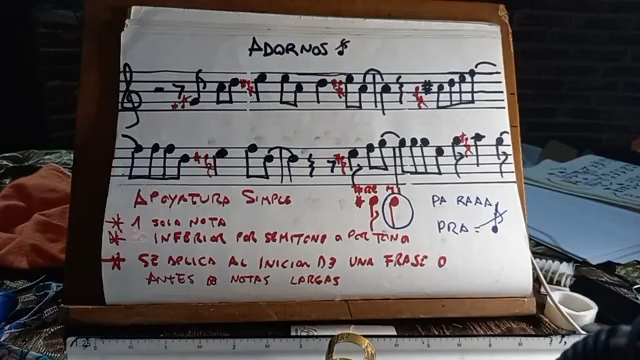 ADORNOS
#RE MI
APOYATURA SIMPLE
PA RAAA
1 SOLA NOTA
PRA =
INFERIOR POR SEMITONO O POR TONO
SE APLICA AL INICIO DE UNA FRASE O
ANTES DE NOTAS LARGAS